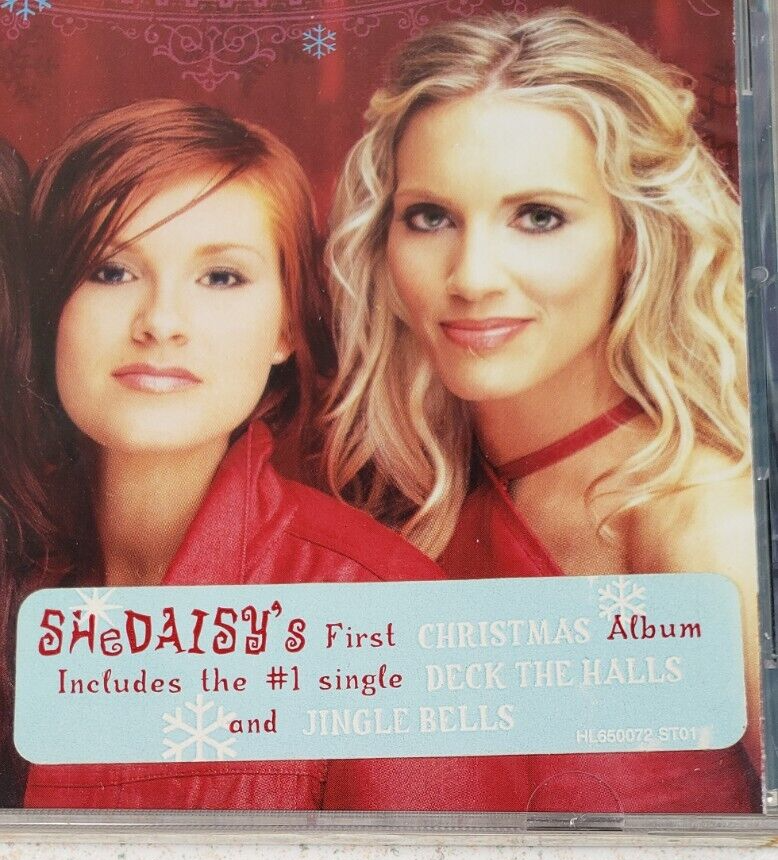 SHeDAISY's First CHRISTMAS Album
Includes the #1 single DECK THE HALLS
and JINGLE BELLS
HL650072 ST01